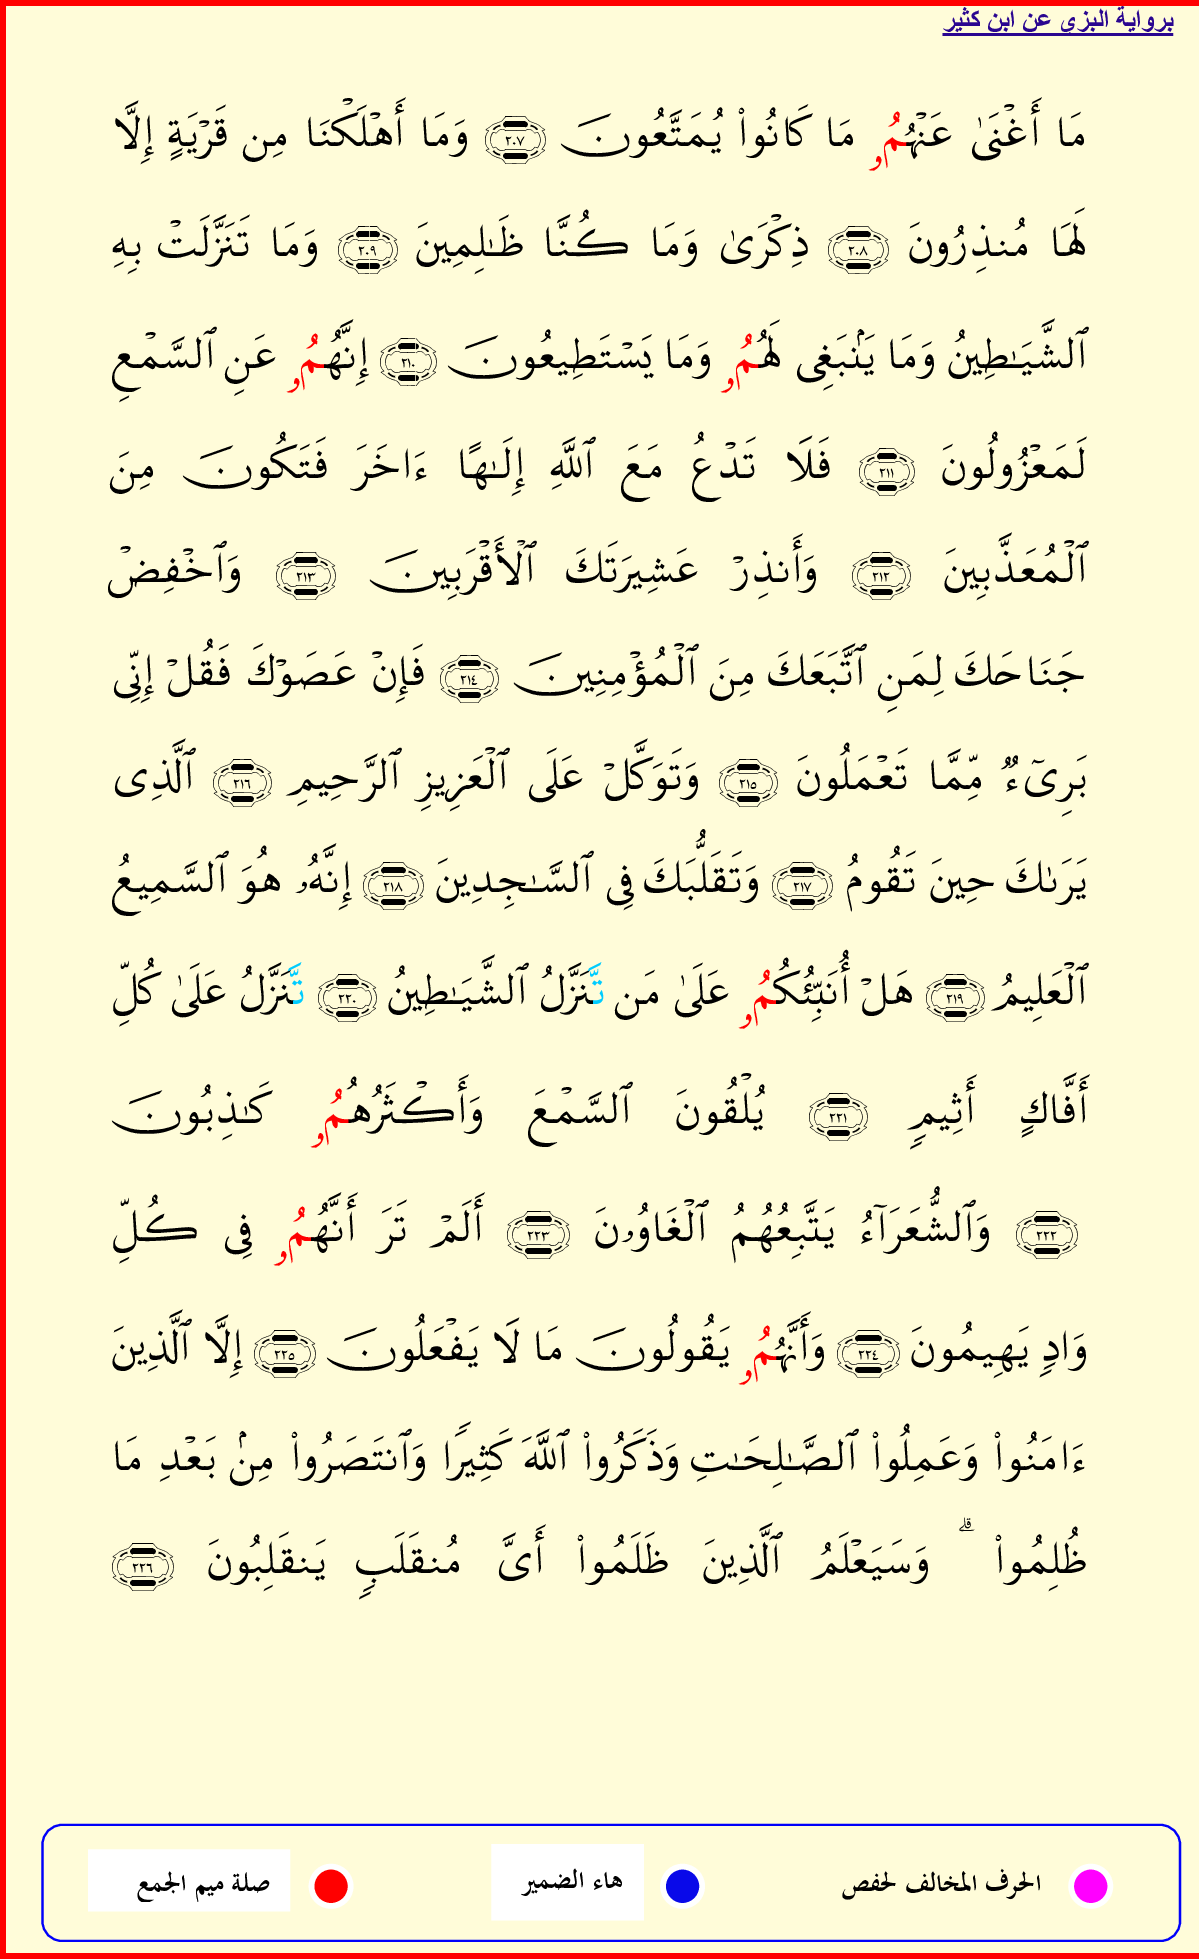 برواية البزي عن ابن كثير
مَا أَغْنَىٰ عَنْهُمُۥ مَا كَانُوا۟ يُمَتَّعُونَ ٢٠٧ وَمَا أَهْلَكْنَا مِن قَرْيَةٍ إِلَّا
لَهَا مُنذِرُونَ ٢٠٨ ذِكْرَىٰ وَمَا كُنَّا ظَـٰلِمِينَ ٢٠٩ وَمَا تَنَزَّلَتْ بِهِ
ٱلشَّيَـٰطِينُ وَمَا يَنۢبَغِى لَهُمُۥ وَمَا يَسْتَطِيعُونَ ٢١٠ إِنَّهُمُۥ عَنِ ٱلسَّمْعِ
لَمَعْزُولُونَ ٢١١ فَلَا تَدْعُ مَعَ ٱللَّهِ إِلَـٰهًا ءَاخَرَ فَتَكُونَ مِنَ
ٱلْمُعَذَّبِينَ ٢١٢ وَأَنذِرْ عَشِيرَتَكَ ٱلْأَقْرَبِينَ ٢١٣ وَٱخْفِضْ
جَنَاحَكَ لِمَنِ ٱتَّبَعَكَ مِنَ ٱلْمُؤْمِنِينَ ٢١٤ فَإِنْ عَصَوْكَ فَقُلْ إِنِّى
بَرِىٓءٌ مِّمَّا تَعْمَلُونَ ٢١٥ وَتَوَكَّلْ عَلَى ٱلْعَزِيزِ ٱلرَّحِيمِ ٢١٦ ٱلَّذِى
يَرَىٰكَ حِينَ تَقُومُ ٢١٧ وَتَقَلُّبَكَ فِى ٱلسَّـٰجِدِينَ ٢١٨ إِنَّهُۥ هُوَ ٱلسَّمِيعُ
ٱلْعَلِيمُ ٢١٩ هَلْ أُنَبِّئُكُمُۥ عَلَىٰ مَن تَّنَزَّلُ ٱلشَّيَـٰطِينُ ٢٢٠ تَّنَزَّلُ عَلَىٰ كُلِّ
أَفَّاكٍ أَثِيمٍ ٢٢١ يُلْقُونَ ٱلسَّمْعَ وَأَكْثَرُهُمُۥ كَـٰذِبُونَ
٢٢٢ وَٱلشُّعَرَآءُ يَتَّبِعُهُمُ ٱلْغَاوُۥنَ ٢٢٣ أَلَمْ تَرَ أَنَّهُمُۥ فِى كُلِّ
وَادٍ يَهِيمُونَ ٢٢٤ وَأَنَّهُمُۥ يَقُولُونَ مَا لَا يَفْعَلُونَ ٢٢٥ إِلَّا ٱلَّذِينَ
ءَامَنُوا۟ وَعَمِلُوا۟ ٱلصَّـٰلِحَـٰتِ وَذَكَرُوا۟ ٱللَّهَ كَثِيرًا وَٱنتَصَرُوا۟ مِنۢ بَعْدِ مَا
ظُلِمُوا۟ ۗ وَسَيَعْلَمُ ٱلَّذِينَ ظَلَمُوا۟ أَىَّ مُنقَلَبٍ يَنقَلِبُونَ ٢٢٦
الحرف المخالف لحفص هاء الضمير صلة ميم الجمع